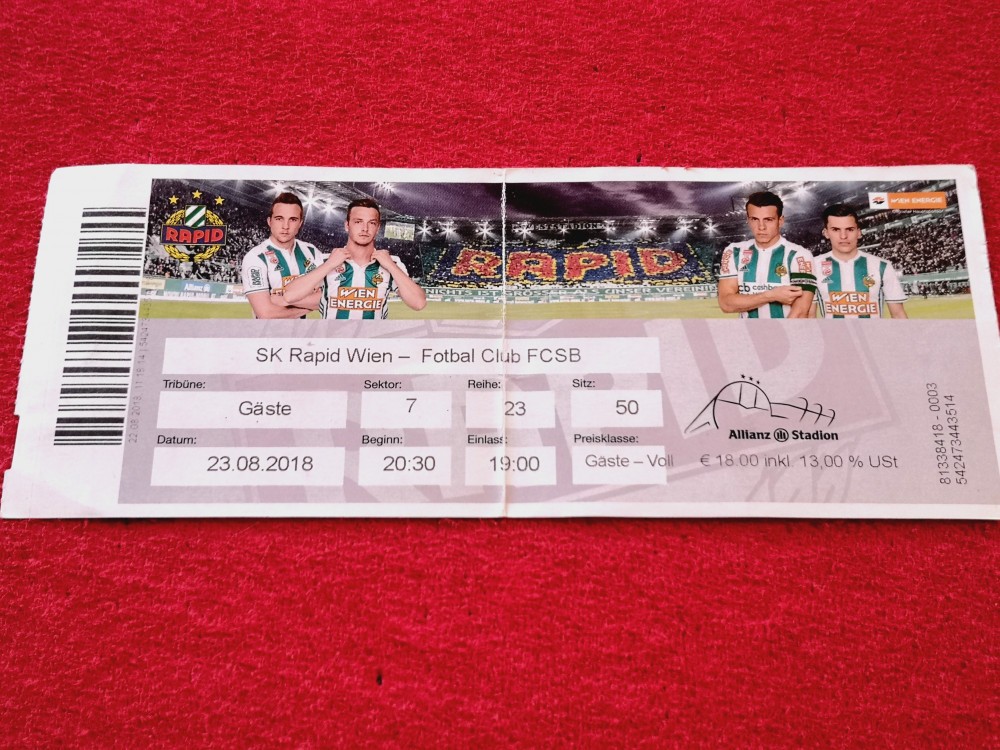 RAPID
RAPID
WIEN ENERGIE
WIEN
ENERGIE
WIEN
ENERGIE
Allianz
SK Rapid Wien – Fotbal Club FCSB
Tribüne: Sektor: Reihe: Sitz:
Gäste 7 23 50
Datum: Beginn: Einlass: Preisklasse:
23.08.2018 20:30 19:00 Gäste – Voll € 18.00 inkl. 13,00 % USt
Allianz Stadion
81338418 - 0003
542473443514